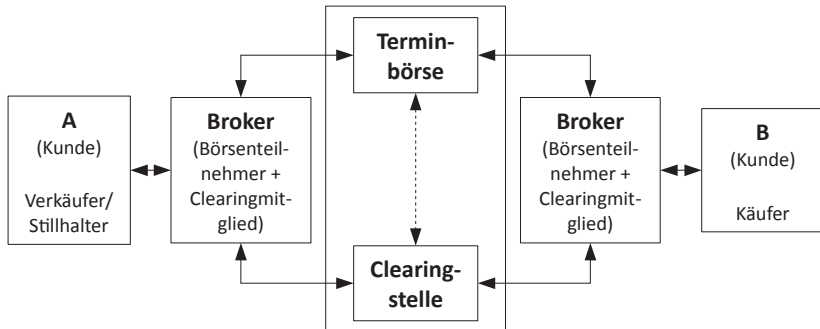 Termin-
börse
A
(Kunde)
Verkäufer/
Stillhalter
Broker
(Börsenteil-
nehmer +
Clearingmit-
glied)
Broker
(Börsenteil-
nehmer +
Clearingmit-
glied)
B
(Kunde)
Käufer
Clearing-
stelle